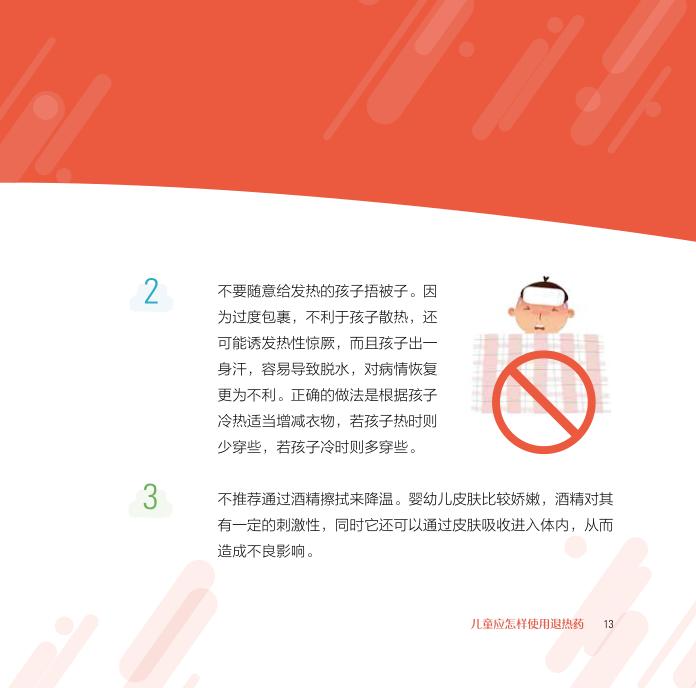 2
不要随意给发热的孩子捂被子。因
为过度包裹，不利于孩子散热，还
可能诱发热性惊厥，而且孩子出一
身汗，容易导致脱水，对病情恢复
更为不利。正确的做法是根据孩子
冷热适当增减衣物，若孩子热时则
少穿些，若孩子冷时则多穿些。
3
不推荐通过酒精擦拭来降温。婴幼儿皮肤比较娇嫩，酒精对其
有一定的刺激性，同时它还可以通过皮肤吸收进入体内，从而
造成不良影响。
儿童应怎样使用退热药 13